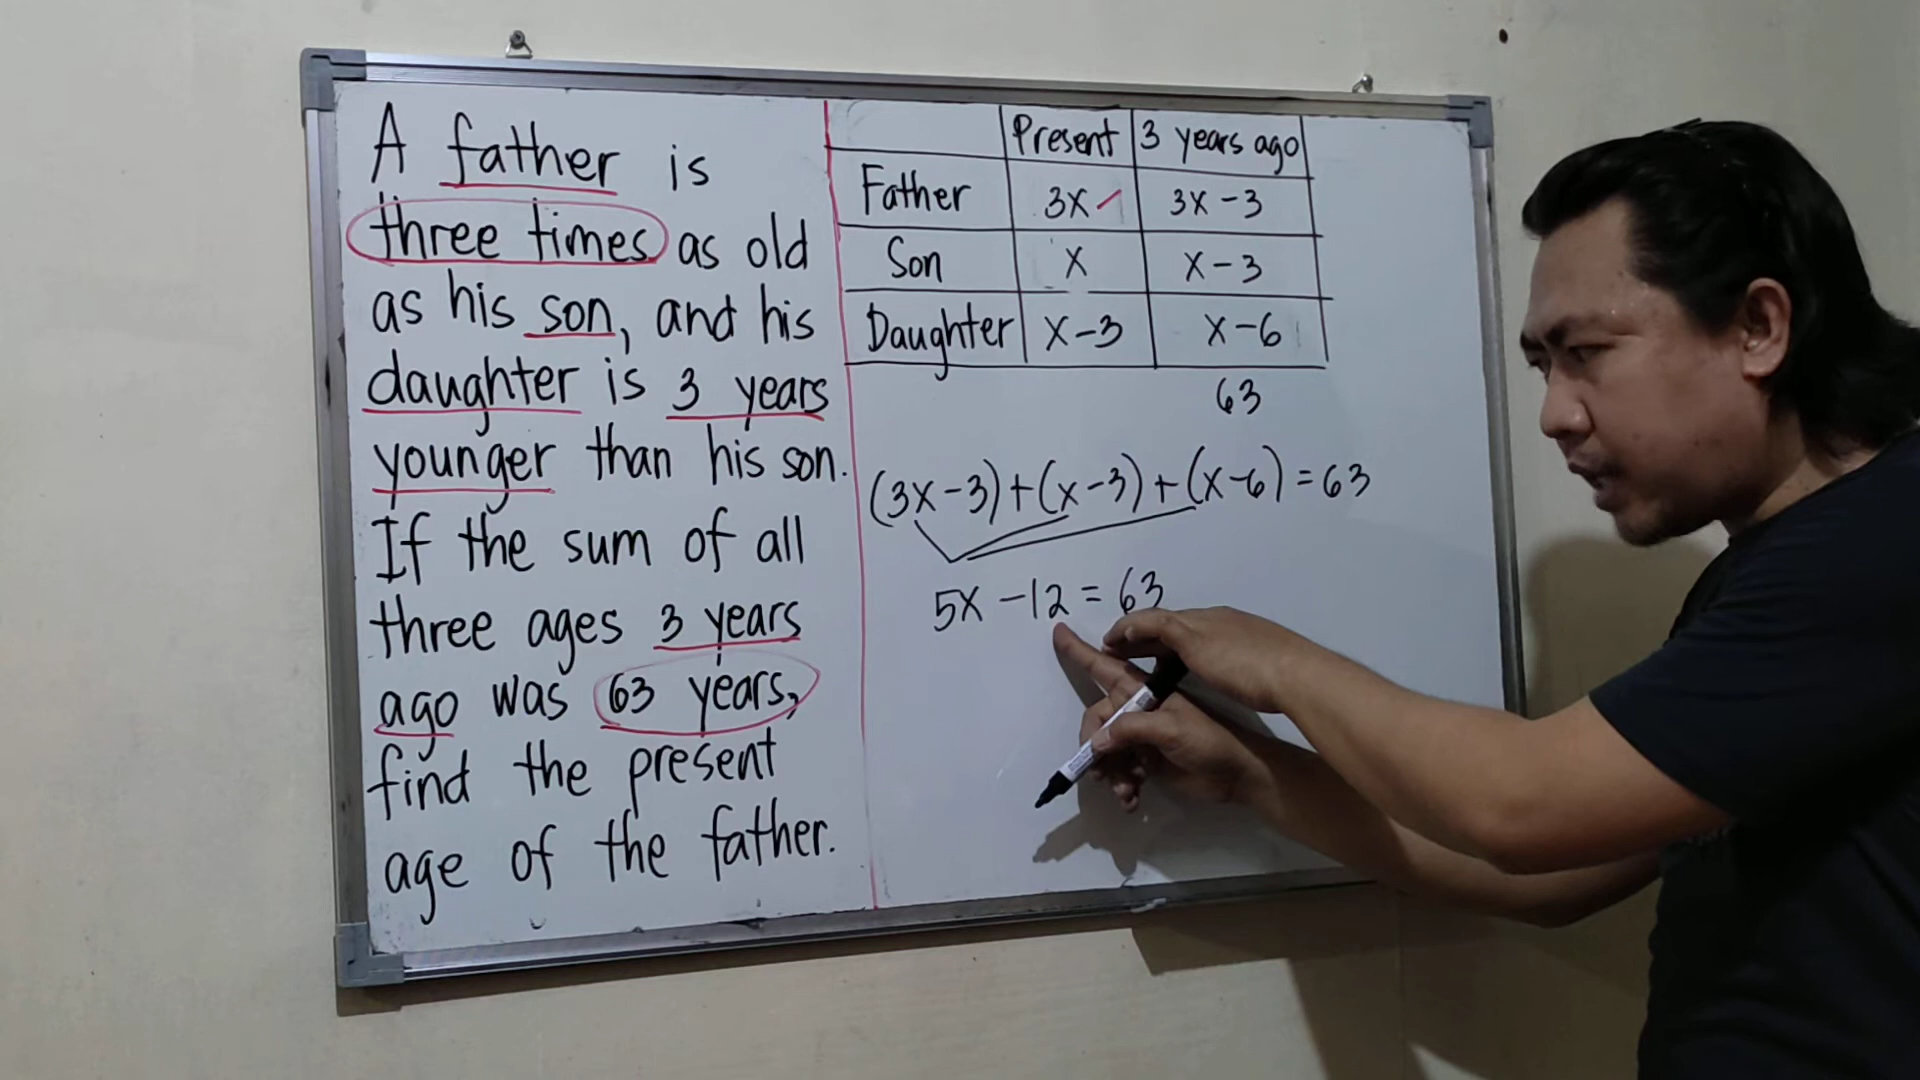 A father is
three times as old
as his son, and his
daughter is 3 years
younger than his son.
If the sum of all
three ages 3 years
ago was 63 years,
find the present
age of the father.
Present 3 years ago
Father 3x 3x-3
Son x x-3
Daughter x-3 x-6
63
(3x-3)+(x-3)+(x-6)=63
5x-12=63